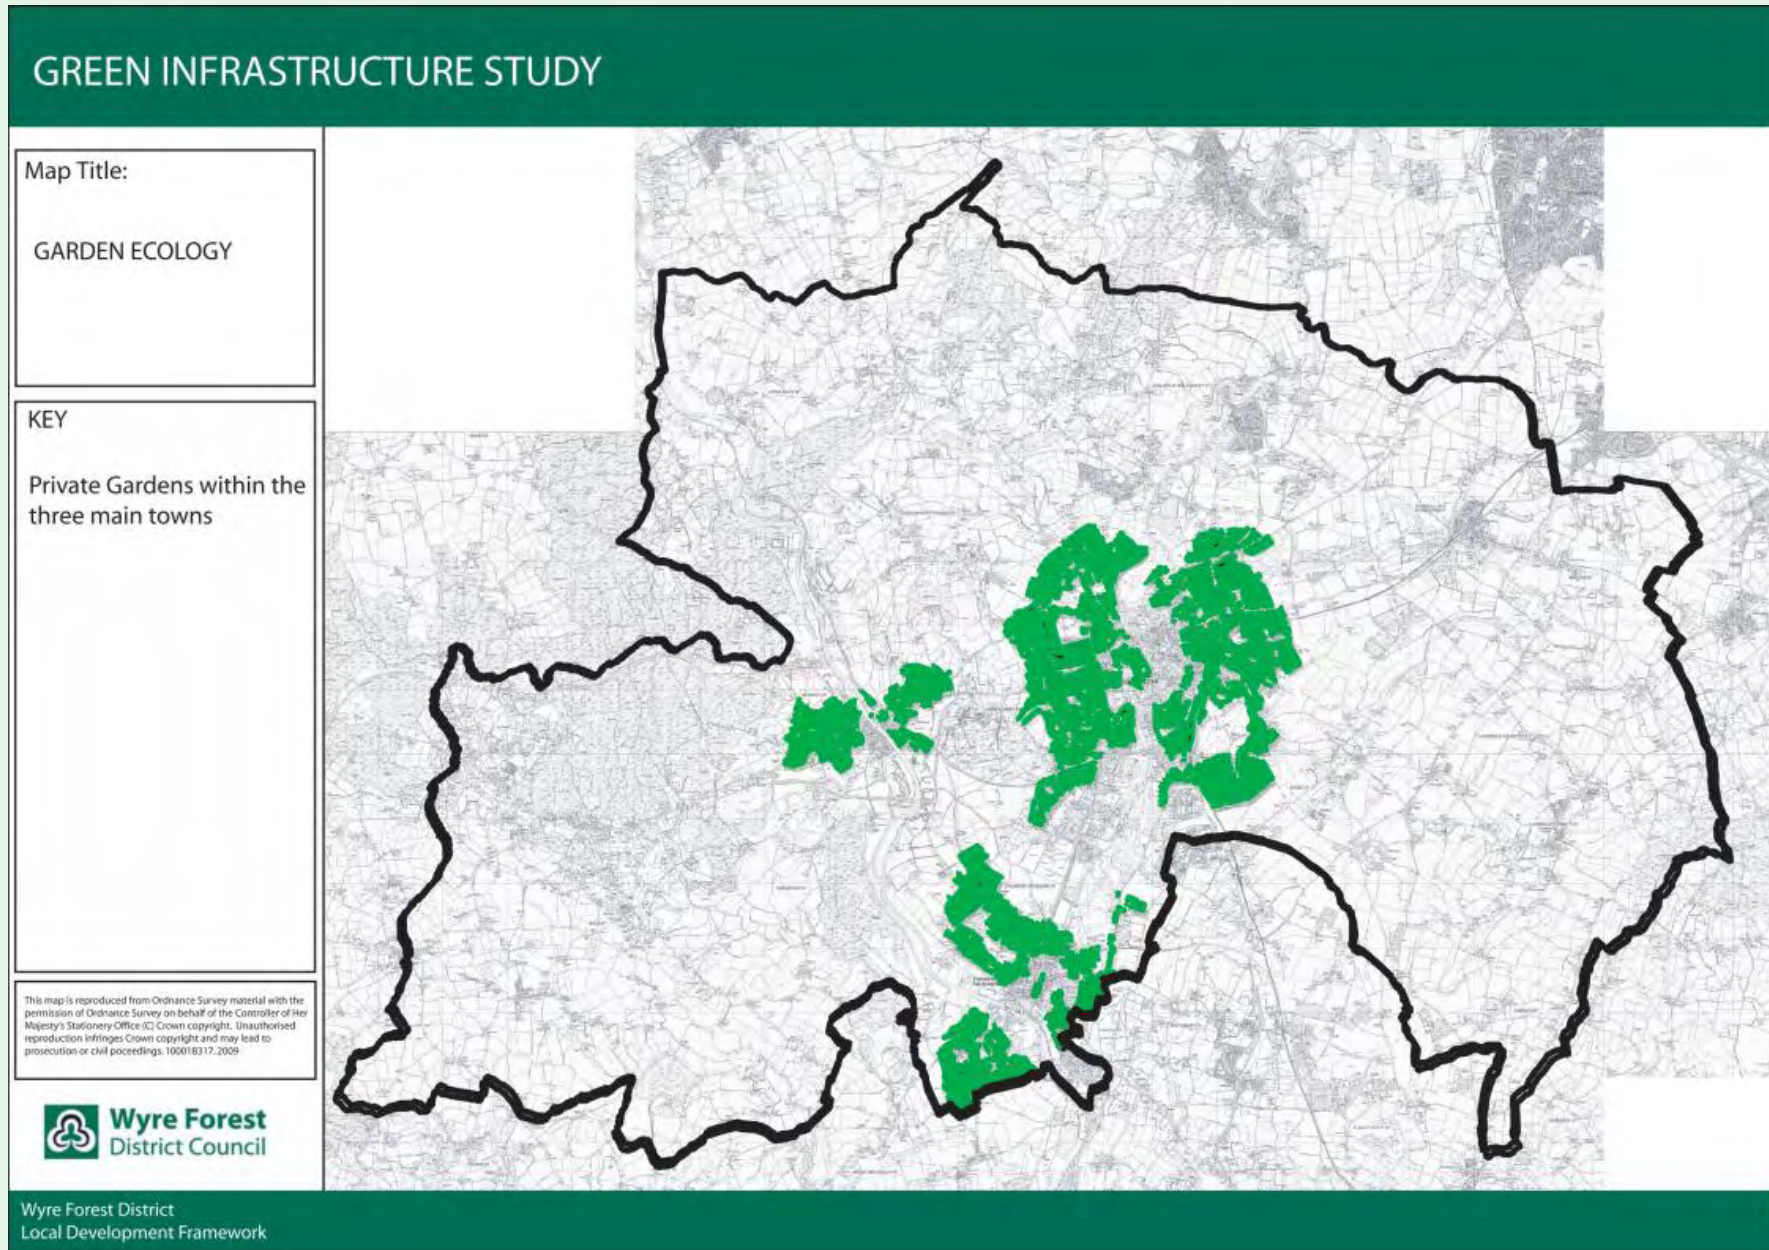 GREEN INFRASTRUCTURE STUDY
Map Title:
GARDEN ECOLOGY
KEY
Private Gardens within the
three main towns
This map is reproduced from Ordnance Survey material with the
permission of Ordnance Survey on behalf of the Controller of Her
Majesty's Stationery Office (C) Crown copyright. Unauthorised
reproduction infringes Crown copyright and may lead to
prosecution or civil poceedings. 100018317. 2009
Wyre Forest
District Council
Wyre Forest District
Local Development Framework